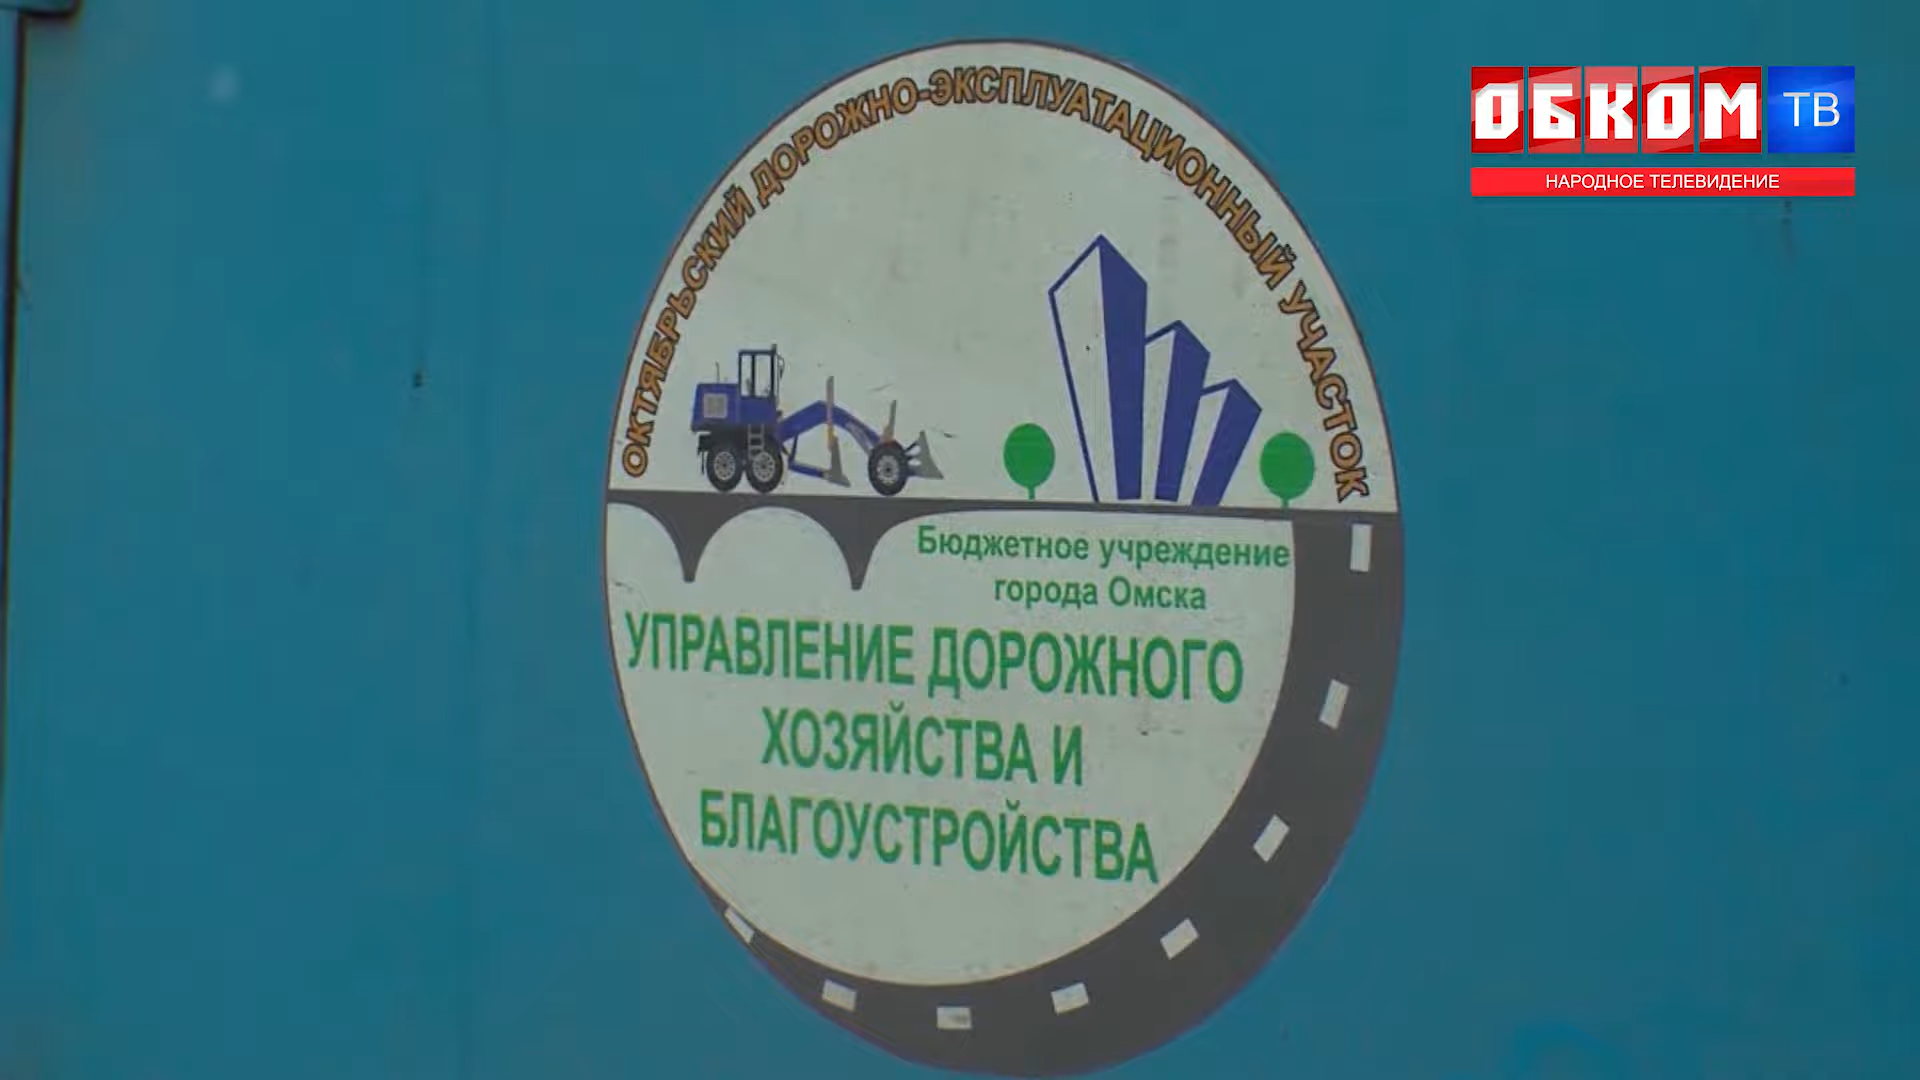 ОКТЯБРЬСКИЙ ДОРОЖНО-ЭКСПЛУАТАЦИОННЫЙ УЧАСТОК
ОБКОМ ТВ
НАРОДНОЕ ТЕЛЕВИДЕНИЕ
Бюджетное учреждение
города Омска
УПРАВЛЕНИЕ ДОРОЖНОГО
ХОЗЯЙСТВА И
БЛАГОУСТРОЙСТВА